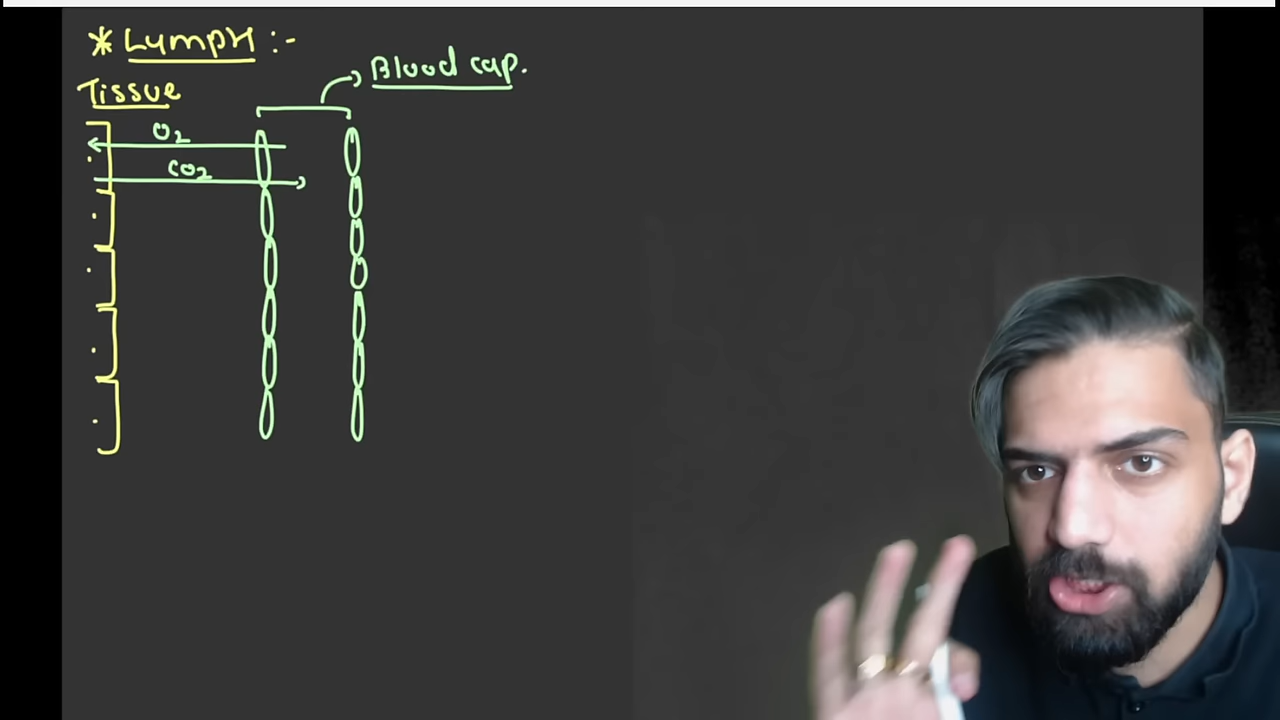 * Lymph :-
Blood cap.
Tissue
O2
CO2